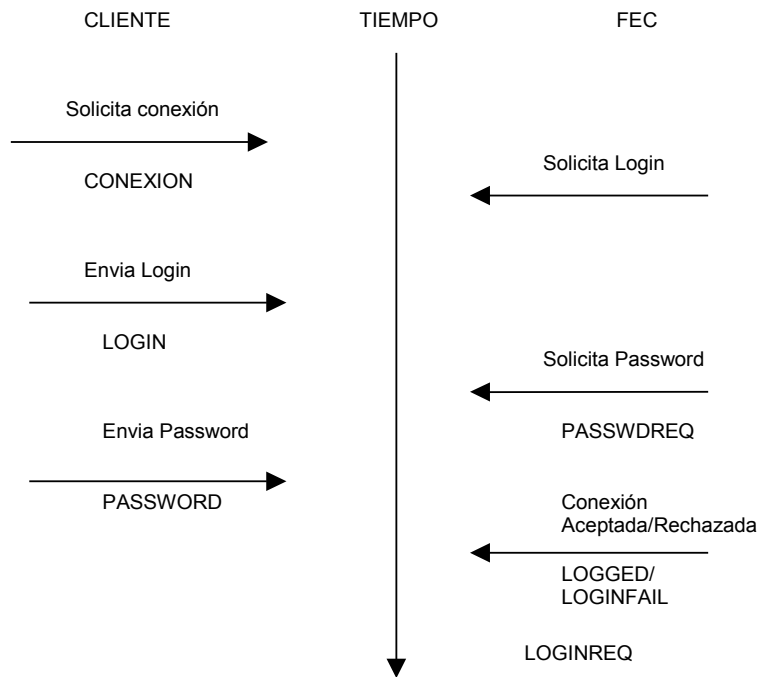 CLIENTE
TIEMPO
FEC
Solicita conexión
CONEXION
Solicita Login
Envia Login
LOGIN
Solicita Password
PASSWDREQ
Envia Password
PASSWORD
Conexión
Aceptada/Rechazada
LOGGED/
LOGINFAIL
LOGINREQ